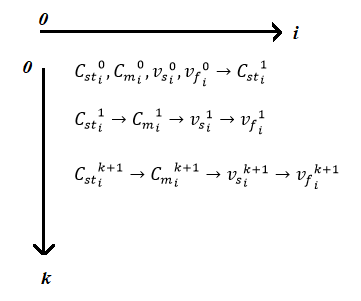 0
i
0
C_{st_i}^0, C_{m_i}^0, v_{s_i}^0, v_{f_i}^0 → C_{st_i}^1
C_{st_i}^1 → C_{m_i}^1 → v_{s_i}^1 → v_{f_i}^1
C_{st_i}^{k+1} → C_{m_i}^{k+1} → v_{s_i}^{k+1} → v_{f_i}^{k+1}
k